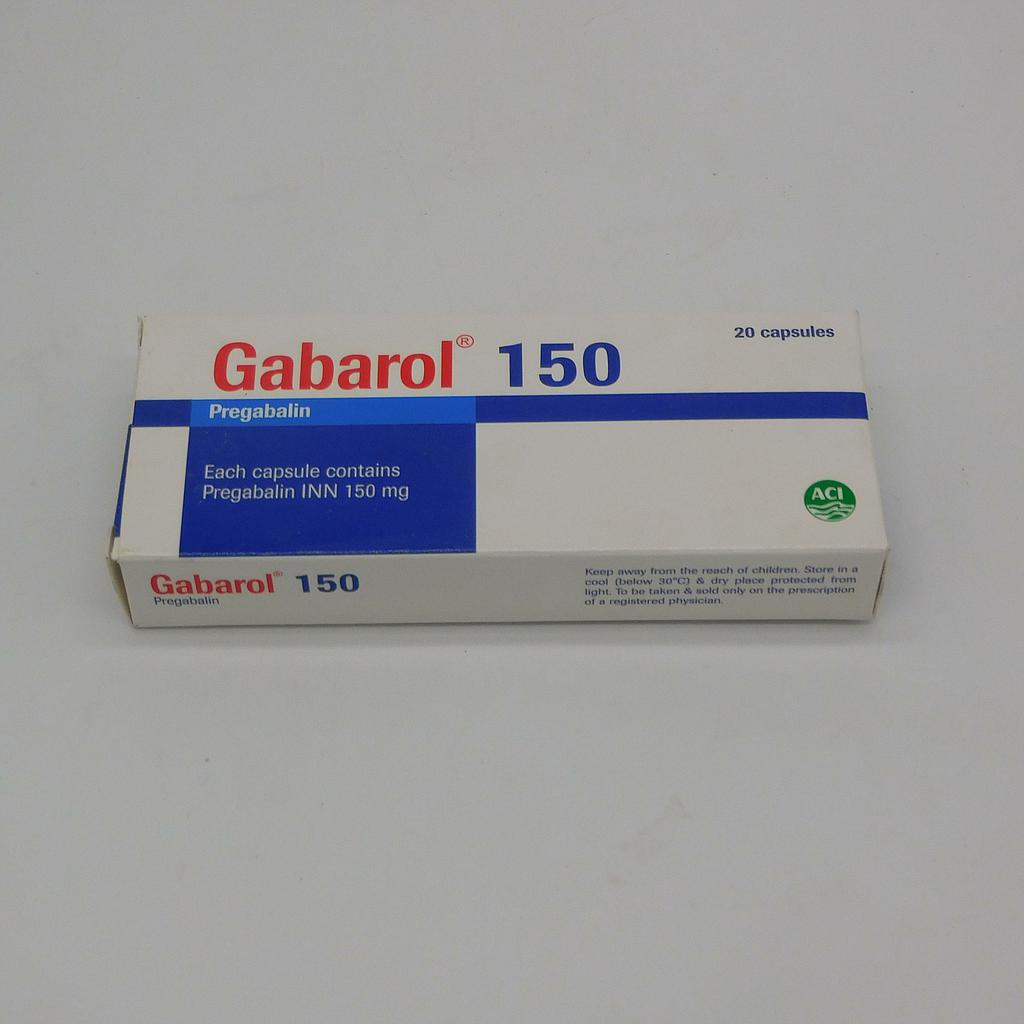 Gabarol® 150
20 capsules
Pregabalin
Each capsule contains
Pregabalin INN 150 mg
ACI
Gabarol® 150
Pregabalin
Keep away from the reach of children. Store in a
cool (below 30°C) & dry place protected from
light. To be taken & sold only on the prescription
of a registered physician.